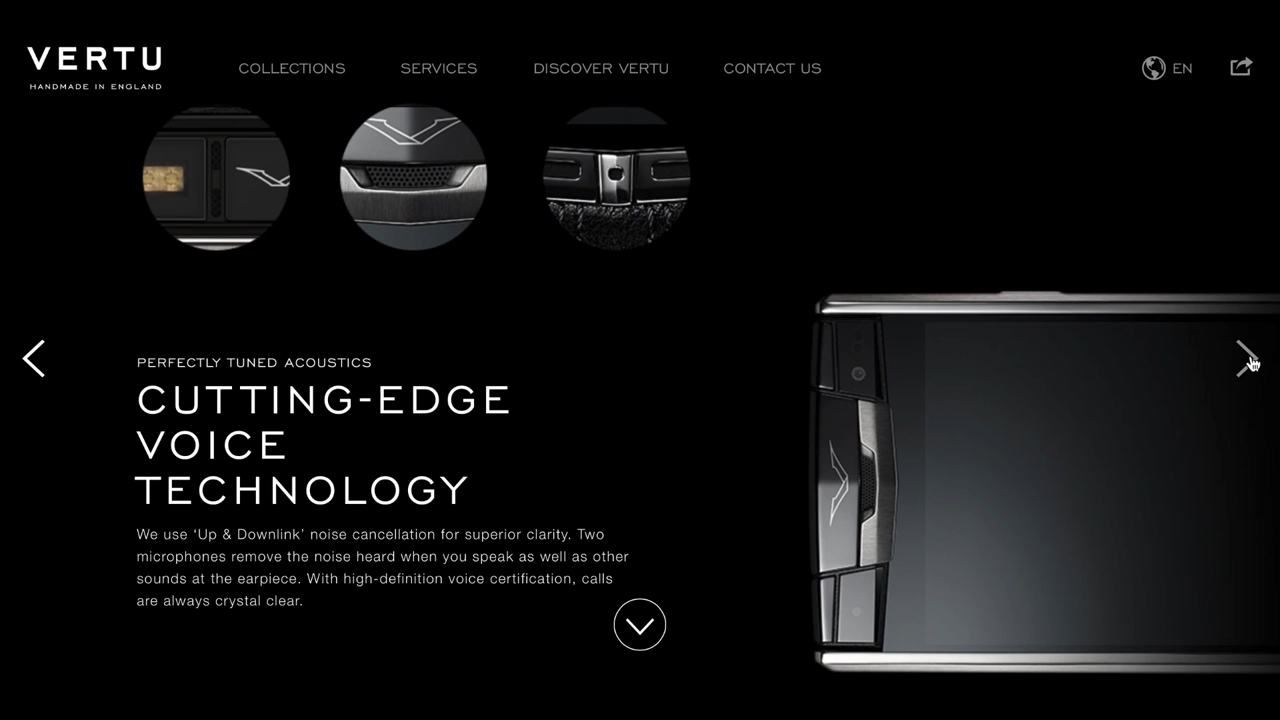 VERTU
HANDMADE IN ENGLAND
COLLECTIONS
SERVICES
DISCOVER VERTU
CONTACT US
EN
PERFECTLY TUNED ACOUSTICS
CUTTING-EDGE
VOICE
TECHNOLOGY
We use ‘Up & Downlink’ noise cancellation for superior clarity. Two
microphones remove the noise heard when you speak as well as other
sounds at the earpiece. With high-definition voice certification, calls
are always crystal clear.